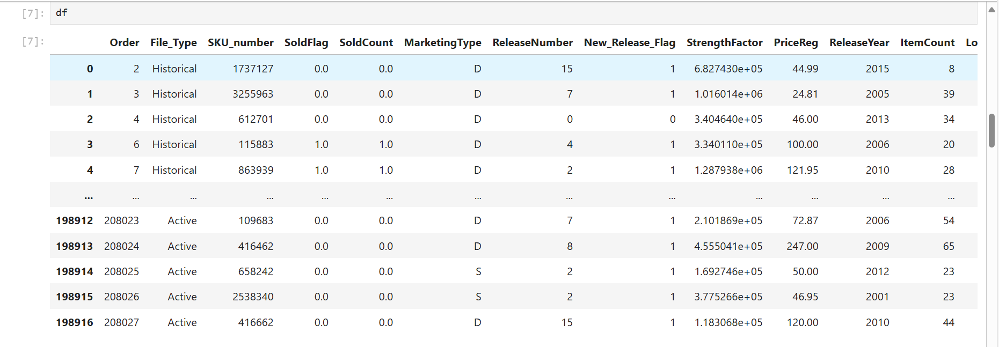 [7]: df
[7]:
Order File_Type SKU_number SoldFlag SoldCount MarketingType ReleaseNumber New_Release_Flag StrengthFactor PriceReg ReleaseYear ItemCount Lo
0 2 Historical 1737127 0.0 0.0 D 15 1 6.827430e+05 44.99 2015 8
1 3 Historical 3255963 0.0 0.0 D 7 1 1.016014e+06 24.81 2005 39
2 4 Historical 612701 0.0 0.0 D 0 0 3.404640e+05 46.00 2013 34
3 6 Historical 115883 1.0 1.0 D 4 1 3.340110e+05 100.00 2006 20
4 7 Historical 863939 1.0 1.0 D 2 1 1.287938e+06 121.95 2010 28
... ... ... ... ... ... ... ... ... ... ... ... ...
198912 208023 Active 109683 0.0 0.0 D 7 1 2.101869e+05 72.87 2006 54
198913 208024 Active 416462 0.0 0.0 D 8 1 4.555041e+05 247.00 2009 65
198914 208025 Active 658242 0.0 0.0 S 2 1 1.692746e+05 50.00 2012 23
198915 208026 Active 2538340 0.0 0.0 S 2 1 3.775266e+05 46.95 2001 23
198916 208027 Active 416662 0.0 0.0 D 15 1 1.183068e+05 120.00 2010 44